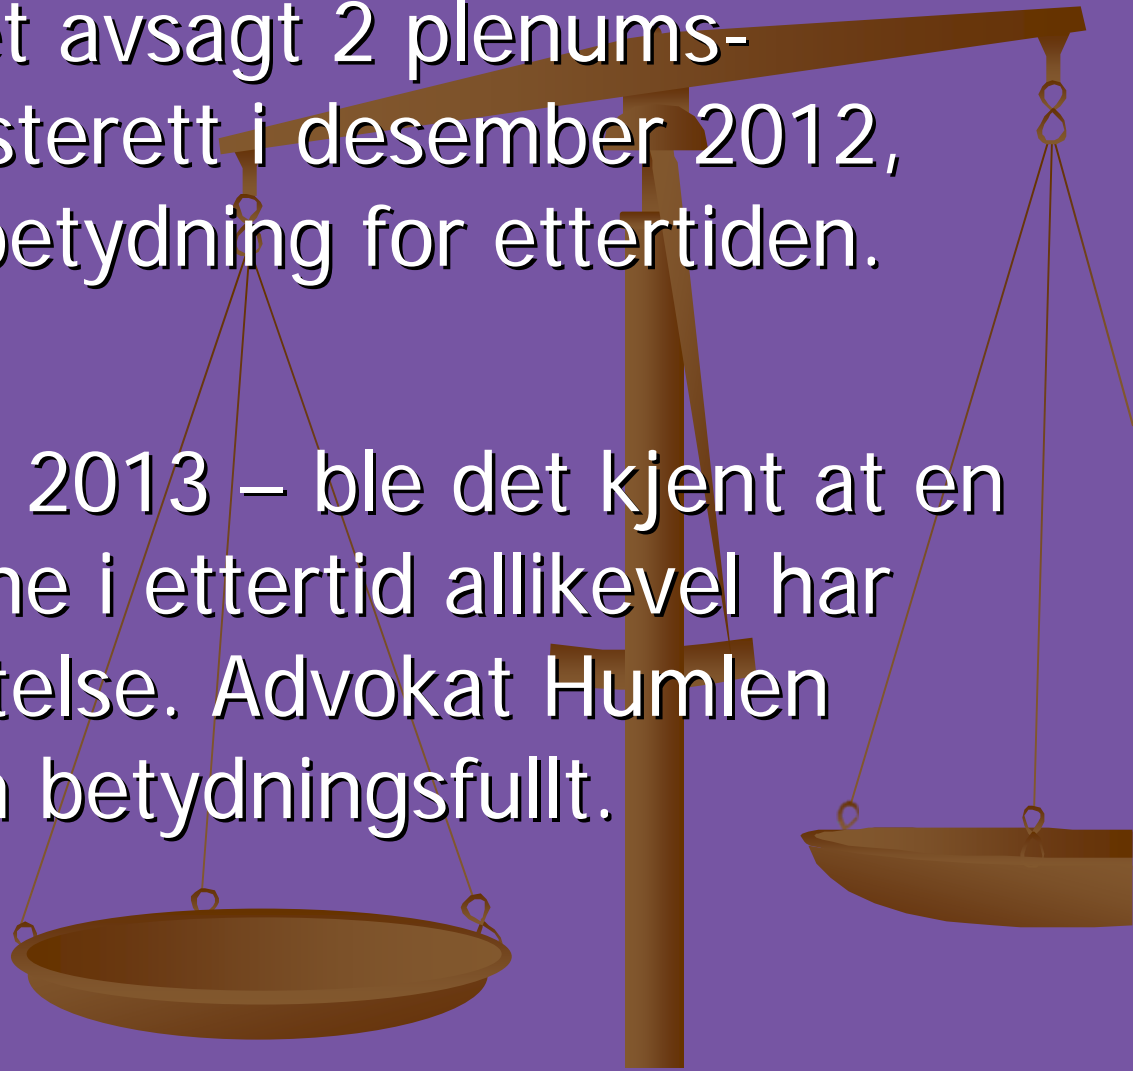 et avsagt 2 plenums-
sterett i desember 2012,
betydning for ettertiden.
2013 – ble det kjent at en
ne i ettertid allikevel har
telse. Advokat Humlen
betydningsfullt.